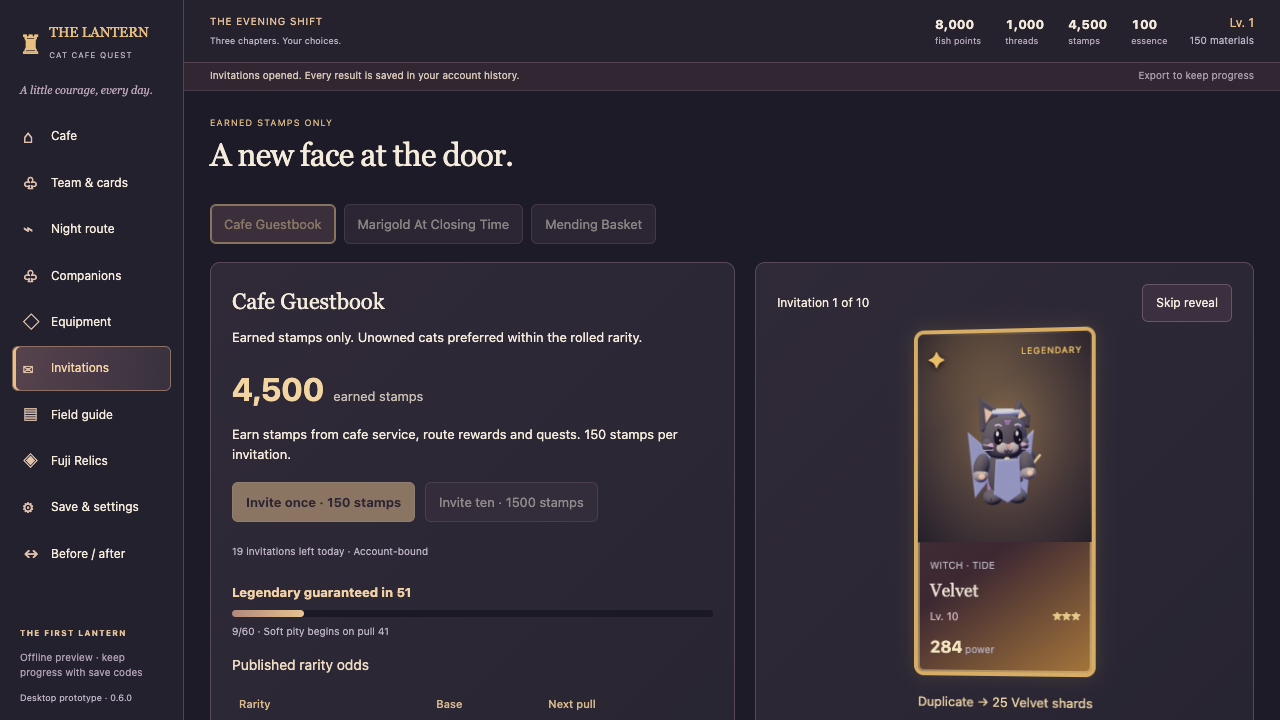 THE LANTERN
CAT CAFE QUEST
A little courage, every day.
Cafe
Team & cards
Night route
Companions
Equipment
Invitations
Field guide
Fuji Relics
Save & settings
Before / after
THE FIRST LANTERN
Offline preview · keep
progress with save codes
Desktop prototype · 0.6.0
THE EVENING SHIFT
Three chapters. Your choices.
8,000 fish points
1,000 threads
4,500 stamps
100 essence
Lv. 1
150 materials
Invitations opened. Every result is saved in your account history.
Export to keep progress
EARNED STAMPS ONLY
A new face at the door.
Cafe Guestbook
Marigold At Closing Time
Mending Basket
Cafe Guestbook
Earned stamps only. Unowned cats preferred within the rolled rarity.
4,500 earned stamps
Earn stamps from cafe service, route rewards and quests. 150 stamps per
invitation.
Invite once · 150 stamps
Invite ten · 1500 stamps
19 invitations left today · Account-bound
Legendary guaranteed in 51
9/60 · Soft pity begins on pull 41
Published rarity odds
Rarity Base Next pull
Invitation 1 of 10
Skip reveal
LEGENDARY
WITCH · TIDE
Velvet
Lv. 10
284 power
Duplicate → 25 Velvet shards